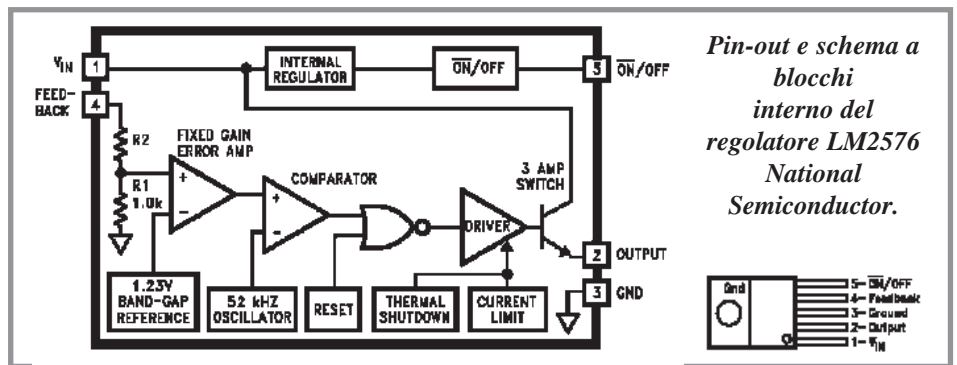 V_IN
1
INTERNAL
REGULATOR
ON/OFF
5
ON/OFF
FEED-
BACK
4
R2
FIXED GAIN
ERROR AMP
R1
1.0k
+
−
COMPARATOR
+
−
3 AMP
SWITCH
DRIVER
2
OUTPUT
3
GND
1.23V
BAND-GAP
REFERENCE
52 kHZ
OSCILLATOR
RESET
THERMAL
SHUTDOWN
CURRENT
LIMIT
Pin-out e schema a
blocchi
interno del
regolatore LM2576
National
Semiconductor.
Gnd
5- ON/OFF
4- Feedback
3- Ground
2- Output
1- V_IN